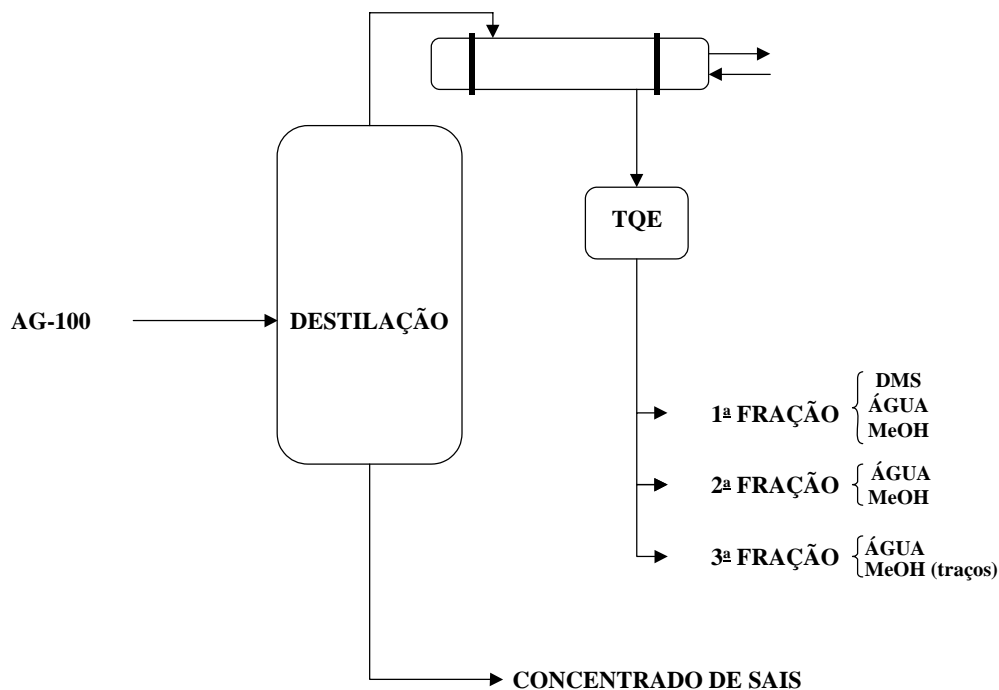 TQE
AG-100
DESTILAÇÃO
1ª FRAÇÃO
DMS
ÁGUA
MeOH
2ª FRAÇÃO
ÁGUA
MeOH
3ª FRAÇÃO
ÁGUA
MeOH (traços)
CONCENTRADO DE SAIS